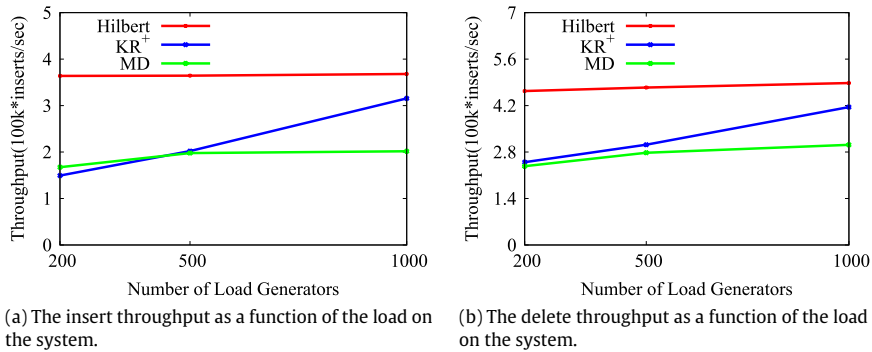 5
4
3
2
1
0
Throughput(100k*inserts/sec)
Hilbert
KR+
MD
200
500
1000
Number of Load Generators
(a) The insert throughput as a function of the load on
the system.
7
5.6
4.2
2.8
1.4
0
Throughput(100k*inserts/sec)
Hilbert
KR+
MD
200
500
1000
Number of Load Generators
(b) The delete throughput as a function of the load
on the system.